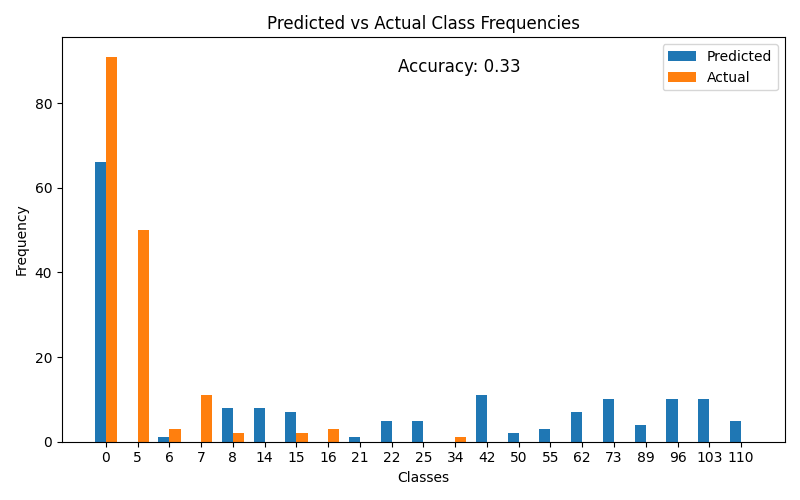 Predicted vs Actual Class Frequencies
Accuracy: 0.33
Predicted
Actual
80
60
40
20
0
Frequency
0 5 6 7 8 14 15 16 21 22 25 34 42 50 55 62 73 89 96 103 110
Classes